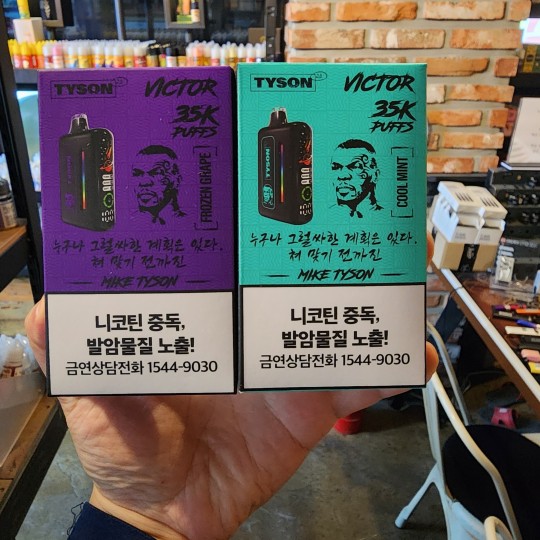 TYSON
VICTOR
35K
PUFFS
FROZEN GRAPE
누구나 그럴싸한 계획은 있다.
쳐 맞기 전까진
MIKE TYSON
니코틴 중독,
발암물질 노출!
금연상담전화 1544-9030
TYSON
VICTOR
35K
PUFFS
TYSON
COOL MINT
누구나 그럴싸한 계획은 있다.
쳐 맞기 전까진
MIKE TYSON
니코틴 중독,
발암물질 노출!
금연상담전화 1544-9030